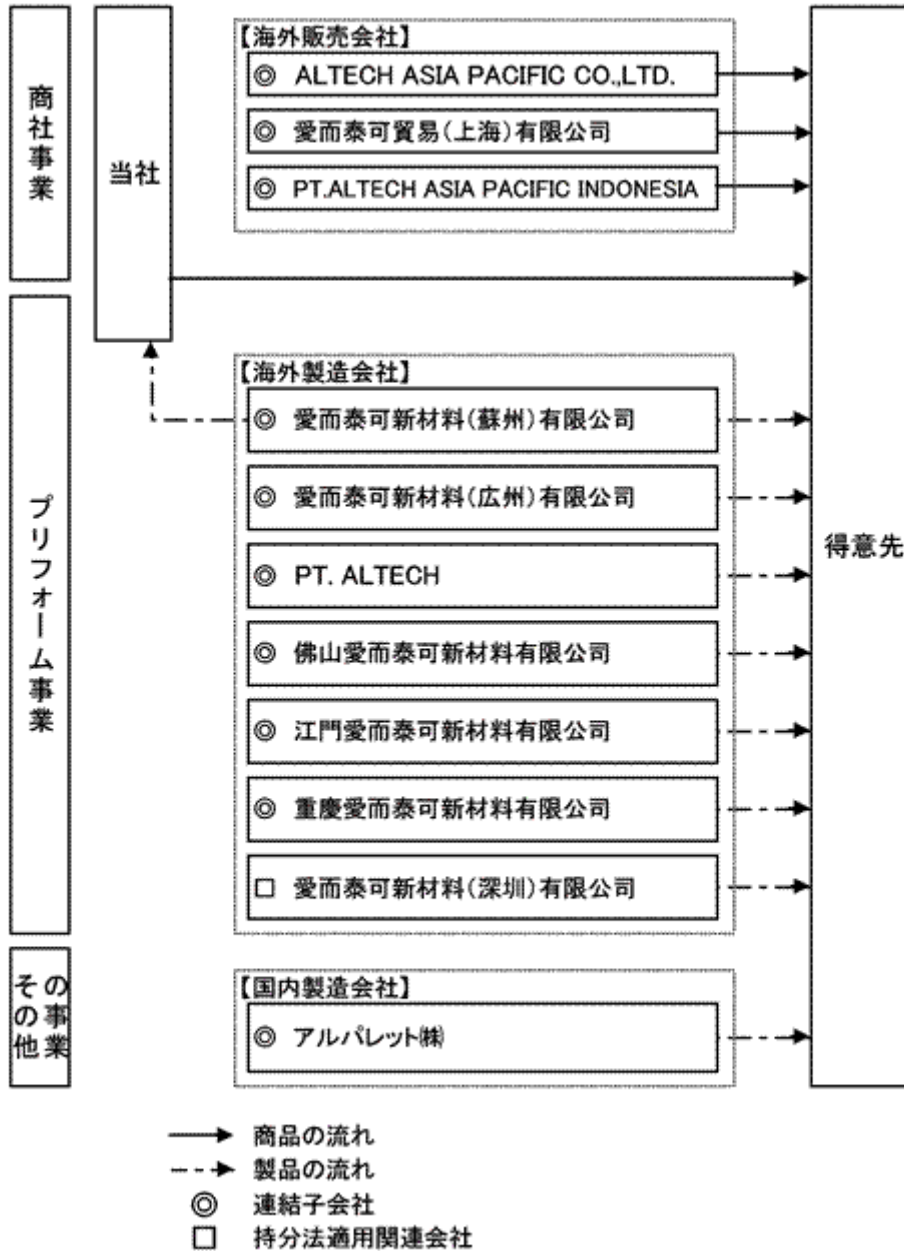 商社事業
当社
【海外販売会社】
◎ ALTECH ASIA PACIFIC CO.,LTD.
◎ 愛而泰可貿易(上海)有限公司
◎ PT.ALTECH ASIA PACIFIC INDONESIA
プリフォーム事業
【海外製造会社】
◎ 愛而泰可新材料(蘇州)有限公司
◎ 愛而泰可新材料(広州)有限公司
◎ PT. ALTECH
◎ 佛山愛而泰可新材料有限公司
◎ 江門愛而泰可新材料有限公司
◎ 重慶愛而泰可新材料有限公司
□ 愛而泰可新材料(深圳)有限公司
得意先
その他
の事業
【国内製造会社】
◎ アルパレット㈱
商品の流れ
製品の流れ
◎ 連結子会社
□ 持分法適用関連会社